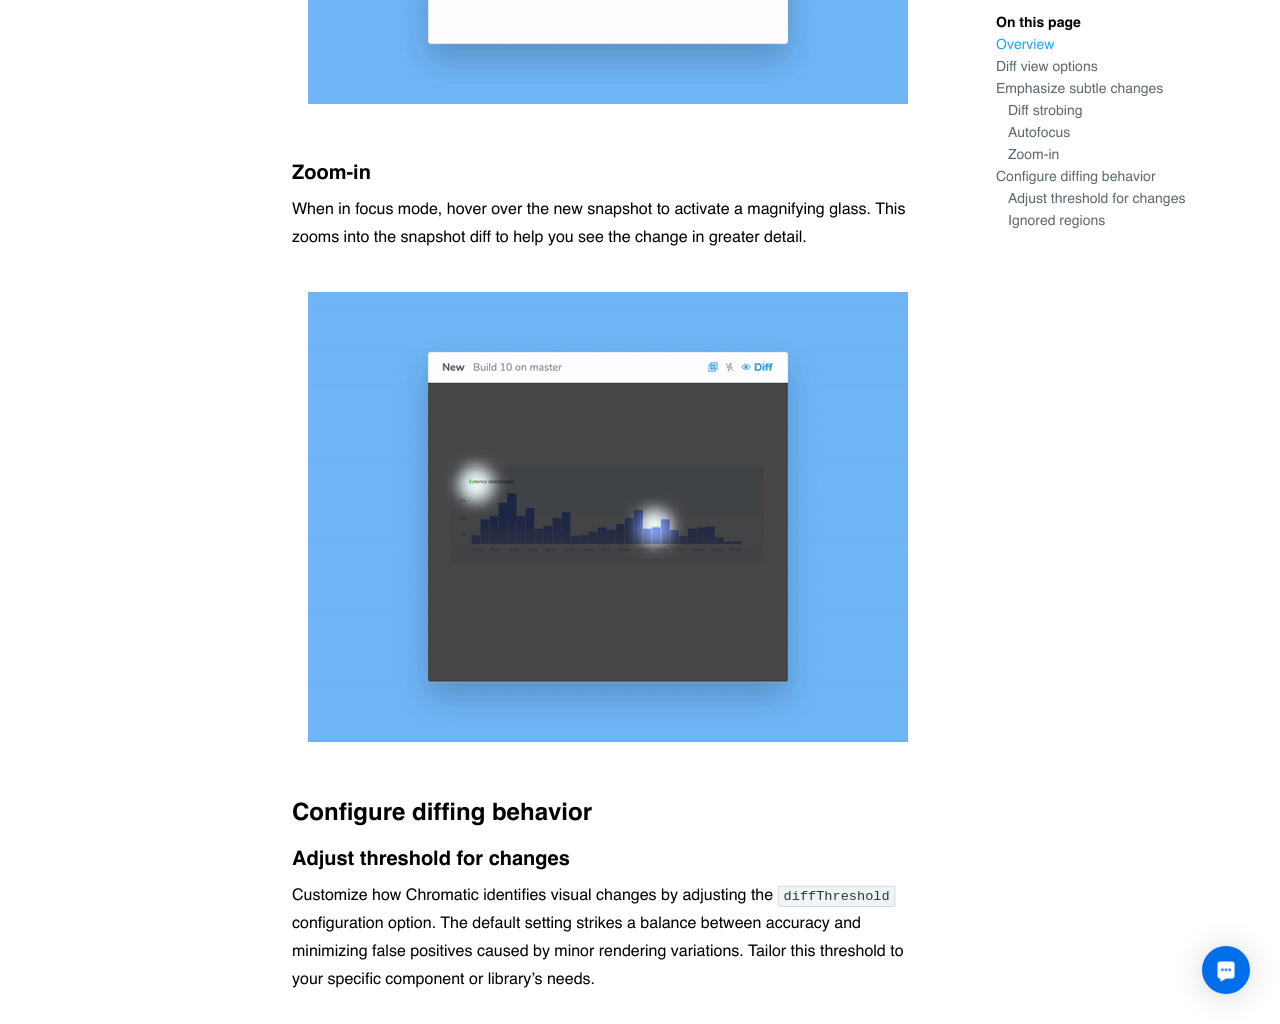 On this page
Overview
Diff view options
Emphasize subtle changes
Diff strobing
Autofocus
Zoom-in
Configure diffing behavior
Adjust threshold for changes
Ignored regions
Zoom-in
When in focus mode, hover over the new snapshot to activate a magnifying glass. This
zooms into the snapshot diff to help you see the change in greater detail.
New Build 10 on master Diff
Latency distribution
Configure diffing behavior
Adjust threshold for changes
Customize how Chromatic identifies visual changes by adjusting the diffThreshold
configuration option. The default setting strikes a balance between accuracy and
minimizing false positives caused by minor rendering variations. Tailor this threshold to
your specific component or library’s needs.